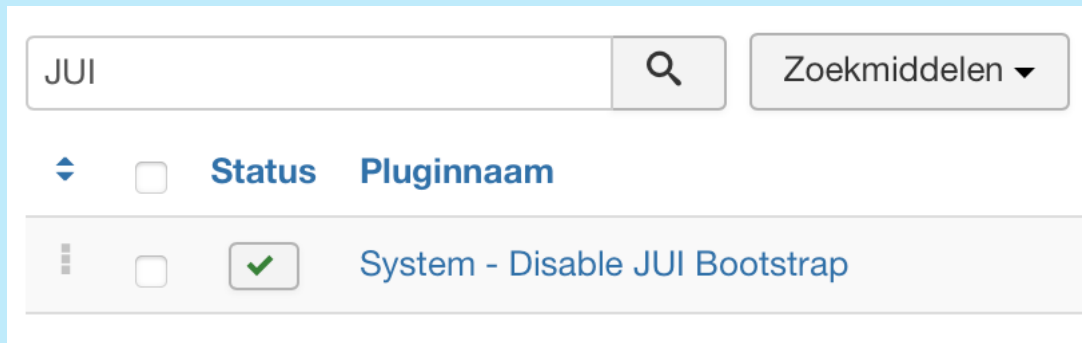 JUI
Zoekmiddelen
Status Pluginnaam
System - Disable JUI Bootstrap